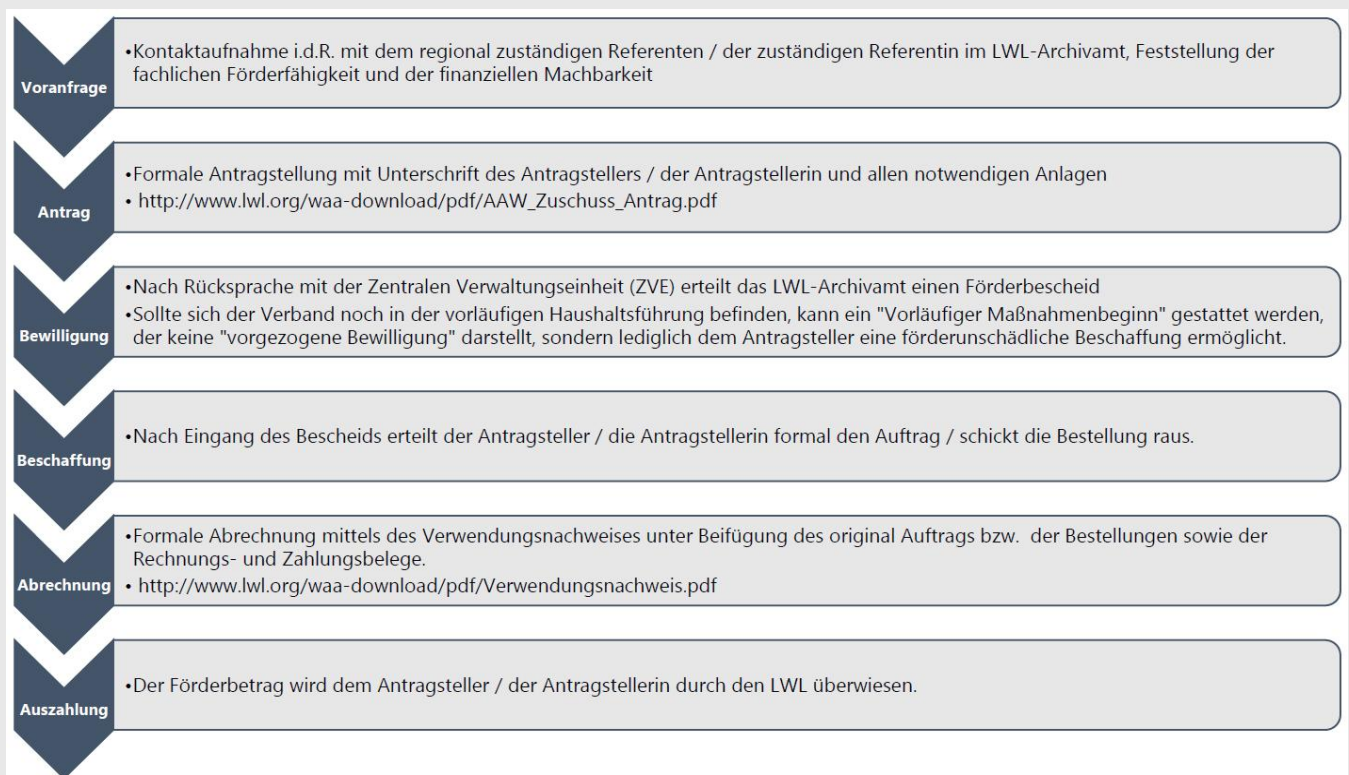 Voranfrage
•Kontaktaufnahme i.d.R. mit dem regional zuständigen Referenten / der zuständigen Referentin im LWL-Archivamt, Feststellung der
fachlichen Förderfähigkeit und der finanziellen Machbarkeit
Antrag
•Formale Antragstellung mit Unterschrift des Antragstellers / der Antragstellerin und allen notwendigen Anlagen
• http://www.lwl.org/waa-download/pdf/AAW_Zuschuss_Antrag.pdf
Bewilligung
•Nach Rücksprache mit der Zentralen Verwaltungseinheit (ZVE) erteilt das LWL-Archivamt einen Förderbescheid
•Sollte sich der Verband noch in der vorläufigen Haushaltsführung befinden, kann ein "Vorläufiger Maßnahmenbeginn" gestattet werden,
der keine "vorgezogene Bewilligung" darstellt, sondern lediglich dem Antragsteller eine förderunschädliche Beschaffung ermöglicht.
Beschaffung
•Nach Eingang des Bescheids erteilt der Antragsteller / die Antragstellerin formal den Auftrag / schickt die Bestellung raus.
Abrechnung
•Formale Abrechnung mittels des Verwendungsnachweises unter Beifügung des original Auftrags bzw. der Bestellungen sowie der
Rechnungs- und Zahlungsbelege.
• http://www.lwl.org/waa-download/pdf/Verwendungsnachweis.pdf
Auszahlung
•Der Förderbetrag wird dem Antragsteller / der Antragstellerin durch den LWL überwiesen.